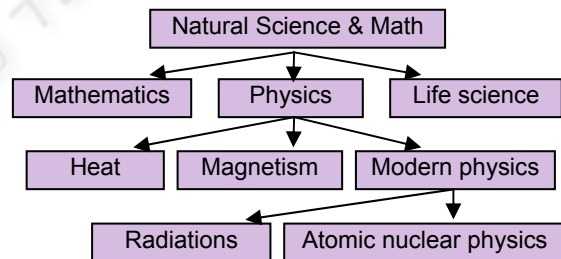 Natural Science & Math
Mathematics
Physics
Life science
Heat
Magnetism
Modern physics
Radiations
Atomic nuclear physics